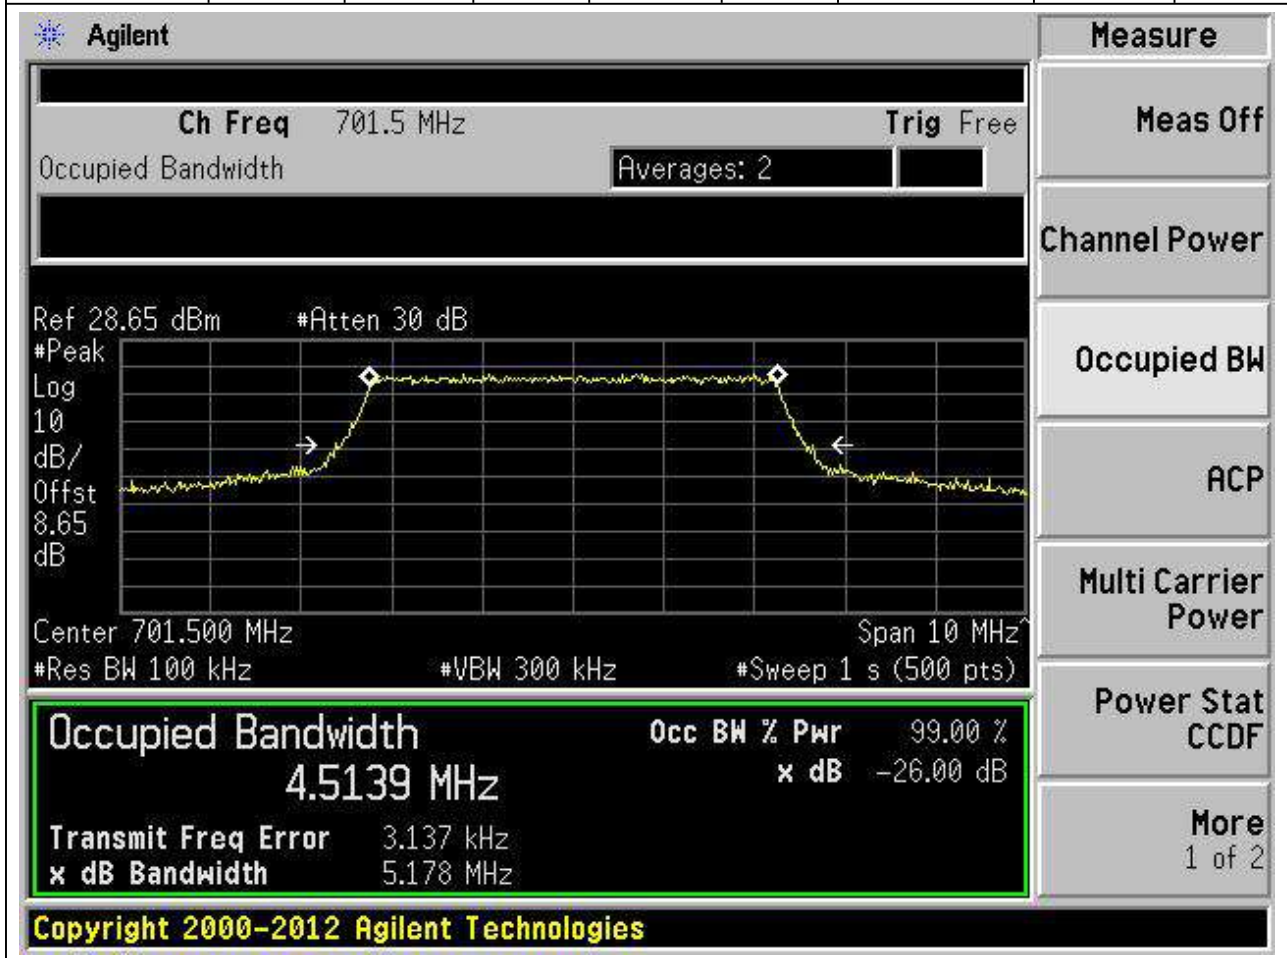 Agilent
Measure
Ch Freq 701.5 MHz Trig Free
Meas Off
Occupied Bandwidth Averages: 2
Channel Power
Ref 28.65 dBm #Atten 30 dB
#Peak
Log
10
dB/
Offst
8.65
dB
Occupied BW
ACP
Multi Carrier
Power
Center 701.500 MHz Span 10 MHz^
#Res BW 100 kHz #VBW 300 kHz #Sweep 1 s (500 pts)
Power Stat
CCDF
Occupied Bandwidth Occ BW % Pwr 99.00 %
4.5139 MHz x dB -26.00 dB
Transmit Freq Error 3.137 kHz
x dB Bandwidth 5.178 MHz
More
1 of 2
Copyright 2000-2012 Agilent Technologies